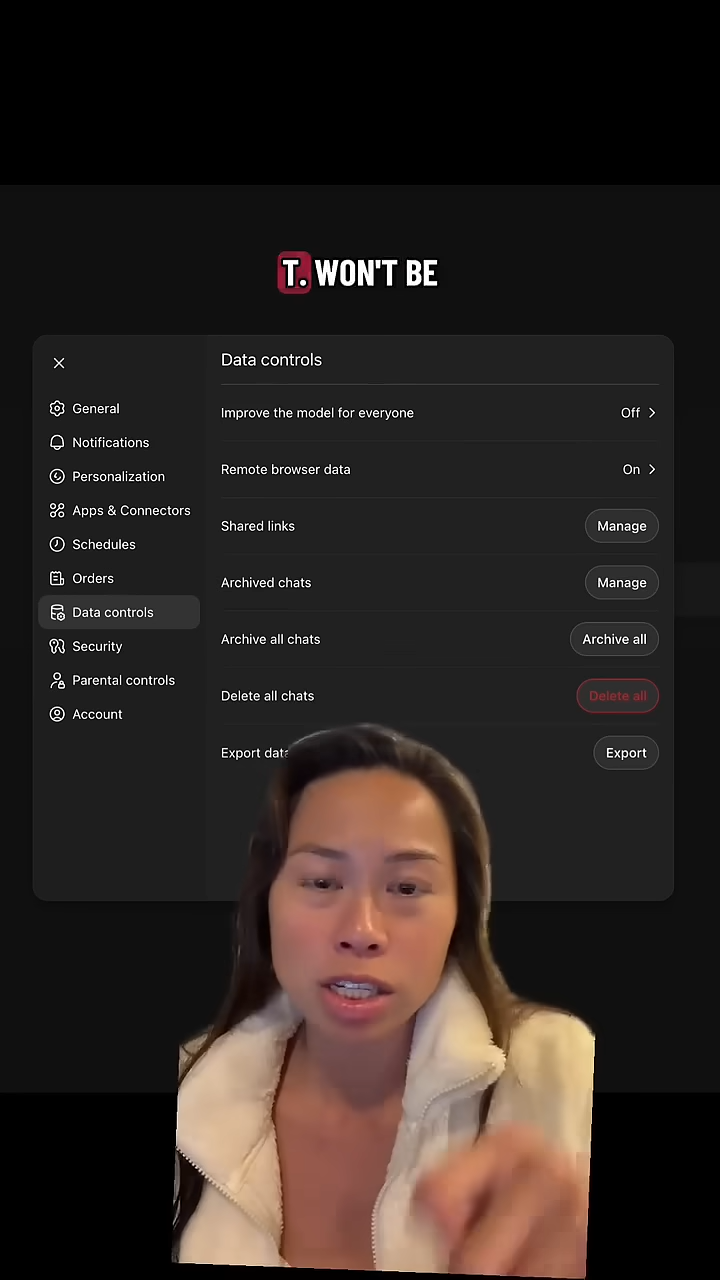 T. WON'T BE
Data controls
General
Notifications
Personalization
Apps & Connectors
Schedules
Orders
Data controls
Security
Parental controls
Account
Improve the model for everyone Off
Remote browser data On
Shared links Manage
Archived chats Manage
Archive all chats Archive all
Delete all chats Delete all
Export data Export